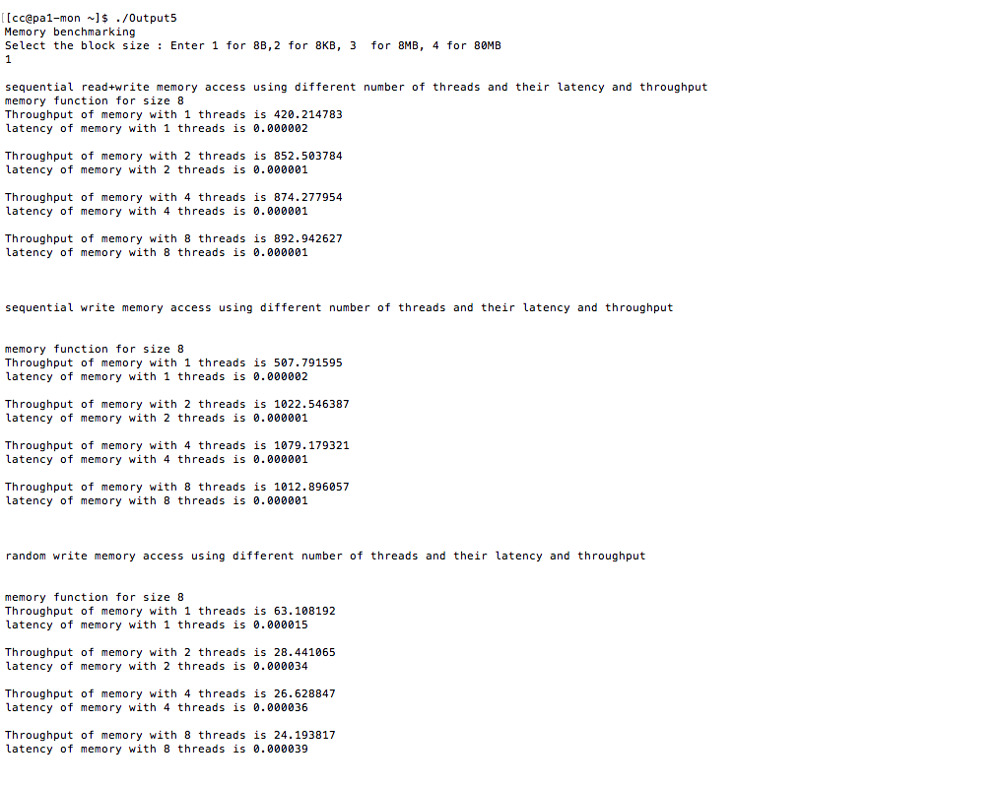 [[cc@pa1-mon ~]$ ./Output5
Memory benchmarking
Select the block size : Enter 1 for 8B,2 for 8KB, 3  for 8MB, 4 for 80MB
1
sequential read+write memory access using different number of threads and their latency and throughput
memory function for size 8
Throughput of memory with 1 threads is 420.214783
latency of memory with 1 threads is 0.000002
Throughput of memory with 2 threads is 852.503784
latency of memory with 2 threads is 0.000001
Throughput of memory with 4 threads is 874.277954
latency of memory with 4 threads is 0.000001
Throughput of memory with 8 threads is 892.942627
latency of memory with 8 threads is 0.000001
sequential write memory access using different number of threads and their latency and throughput
memory function for size 8
Throughput of memory with 1 threads is 507.791595
latency of memory with 1 threads is 0.000002
Throughput of memory with 2 threads is 1022.546387
latency of memory with 2 threads is 0.000001
Throughput of memory with 4 threads is 1079.179321
latency of memory with 4 threads is 0.000001
Throughput of memory with 8 threads is 1012.896057
latency of memory with 8 threads is 0.000001
random write memory access using different number of threads and their latency and throughput
memory function for size 8
Throughput of memory with 1 threads is 63.108192
latency of memory with 1 threads is 0.000015
Throughput of memory with 2 threads is 28.441065
latency of memory with 2 threads is 0.000034
Throughput of memory with 4 threads is 26.628847
latency of memory with 4 threads is 0.000036
Throughput of memory with 8 threads is 24.193817
latency of memory with 8 threads is 0.000039